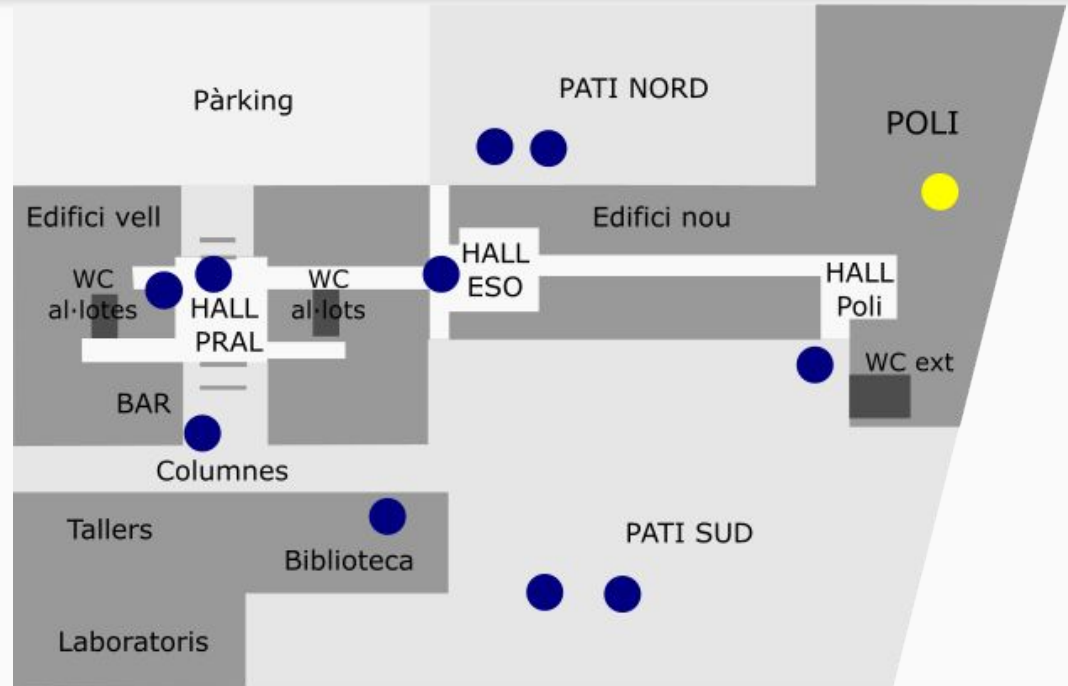 Pàrking
PATI NORD
POLI
Edifici vell
Edifici nou
WC
al·lotes
HALL
PRAL
WC
al·lots
HALL
ESO
HALL
Poli
WC ext
BAR
Columnes
Tallers
Biblioteca
PATI SUD
Laboratoris